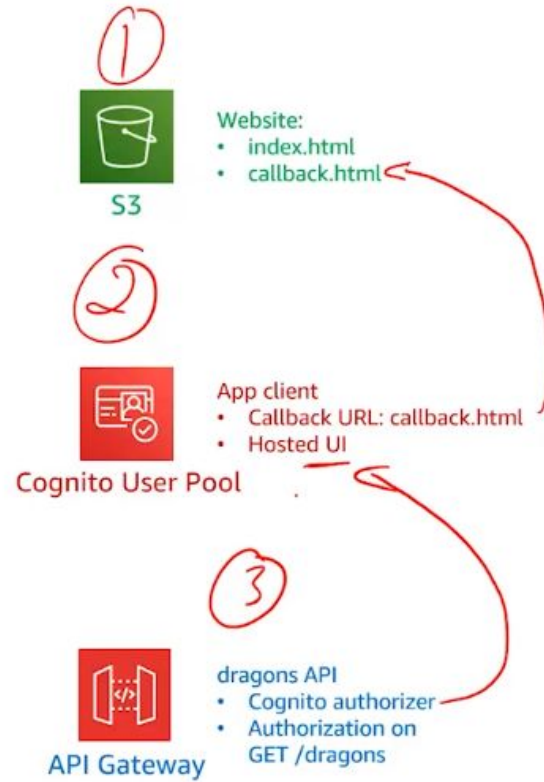 1
Website:
• index.html
• callback.html
S3
2
App client
• Callback URL: callback.html
• Hosted UI
Cognito User Pool
3
</>
dragons API
• Cognito authorizer
• Authorization on
GET /dragons
API Gateway